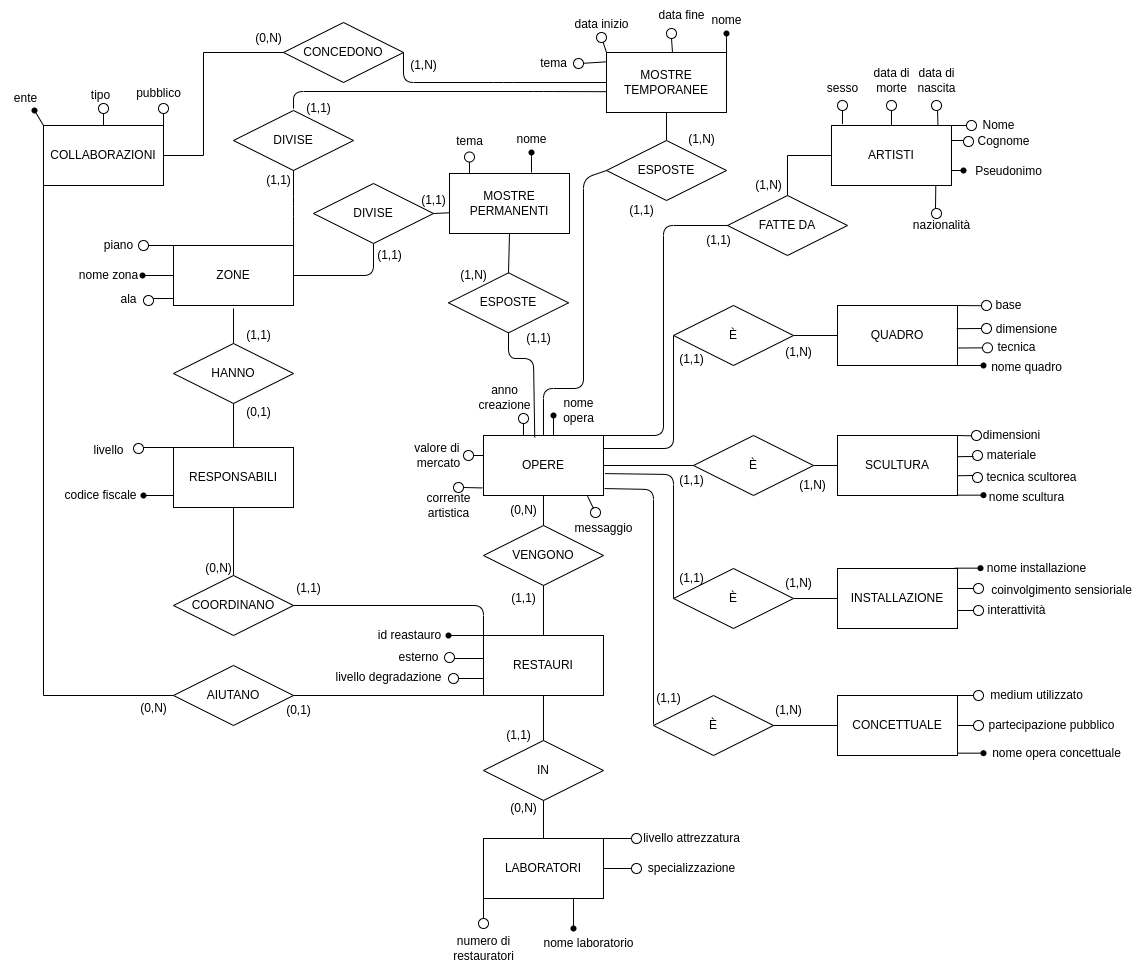 data fine
nome
data inizio
(0,N)
CONCEDONO
(1,N)
tema
MOSTRE
TEMPORANEE
data di
morte
data di
nascita
sesso
ente
tipo
pubblico
(1,1)
DIVISE
Nome
Cognome
COLLABORAZIONI
ARTISTI
Pseudonimo
tema
nome
(1,N)
ESPOSTE
(1,1)
(1,N)
MOSTRE
PERMANENTI
(1,1)
DIVISE
(1,1)
FATTE DA
nazionalità
(1,1)
piano
(1,1)
nome zona
ZONE
(1,N)
ala
ESPOSTE
base
(1,1)
HANNO
(1,1)
È
(1,1)
(1,N)
QUADRO
dimensione
tecnica
nome quadro
(0,1)
anno
creazione
nome
opera
livello
valore di
mercato
OPERE
È
(1,1)
(1,N)
SCULTURA
dimensioni
materiale
tecnica scultorea
nome scultura
RESPONSABILI
codice fiscale
corrente
artistica
(0,N)
messaggio
VENGONO
(0,N)
(1,1)
COORDINANO
(1,1)
(1,1)
È
(1,N)
INSTALLAZIONE
nome installazione
coinvolgimento sensioriale
interattività
id reastauro
esterno
livello degradazione
RESTAURI
AIUTANO
(0,N)
(0,1)
(1,1)
È
(1,N)
CONCETTUALE
medium utilizzato
partecipazione pubblico
nome opera concettuale
(1,1)
IN
(0,N)
livello attrezzatura
LABORATORI
specializzazione
numero di
restauratori
nome laboratorio